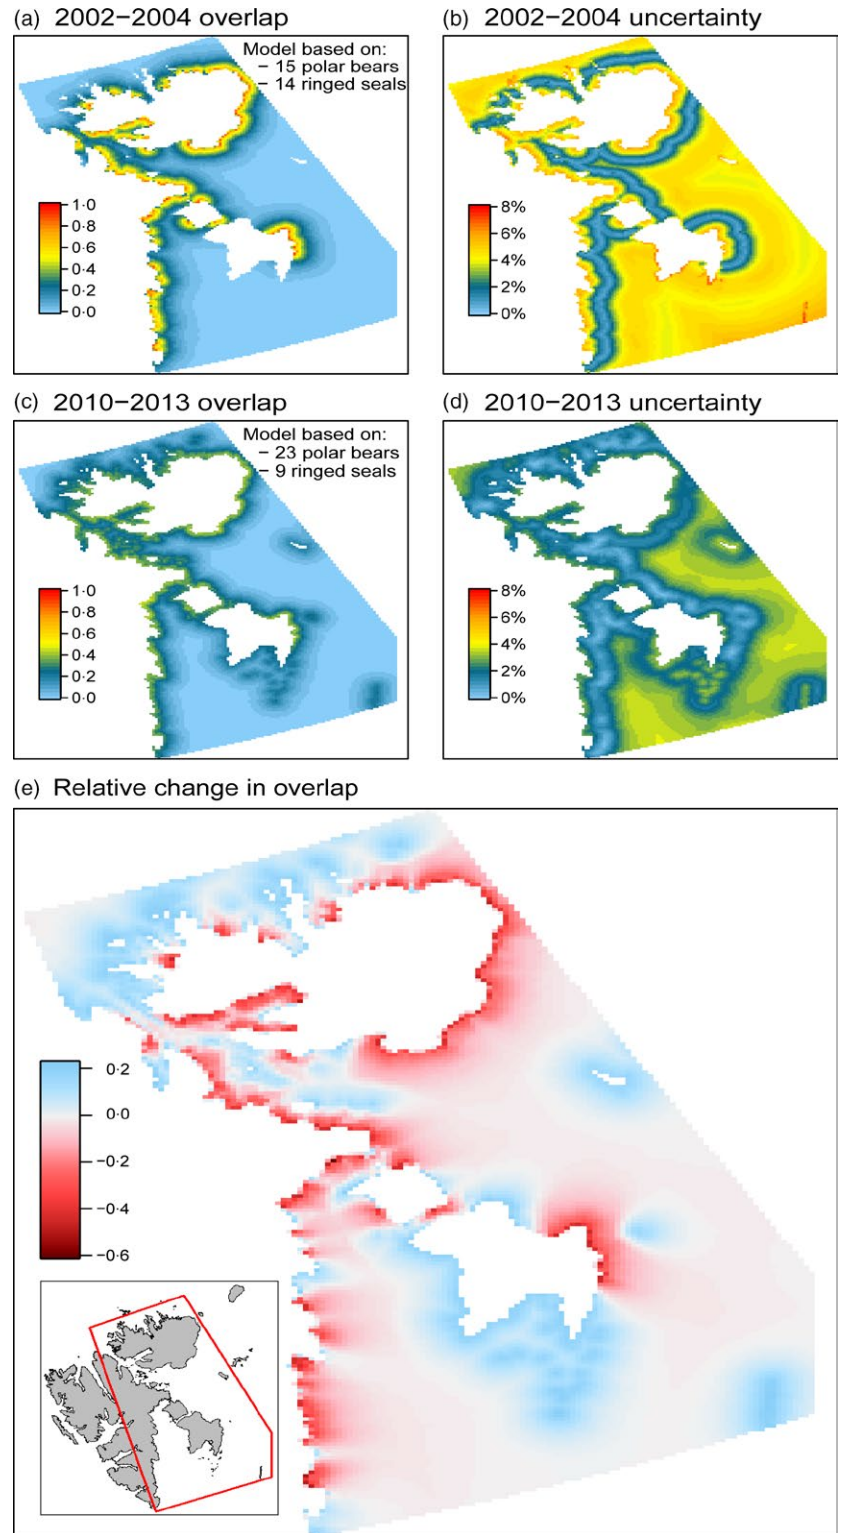 (a) 2002−2004 overlap
Model based on:
− 15 polar bears
− 14 ringed seals
1·0
0·8
0·6
0·4
0·2
0·0
(b) 2002−2004 uncertainty
8%
6%
4%
2%
0%
(c) 2010−2013 overlap
Model based on:
− 23 polar bears
− 9 ringed seals
1·0
0·8
0·6
0·4
0·2
0·0
(d) 2010−2013 uncertainty
8%
6%
4%
2%
0%
(e) Relative change in overlap
0·2
0·0
−0·2
−0·4
−0·6